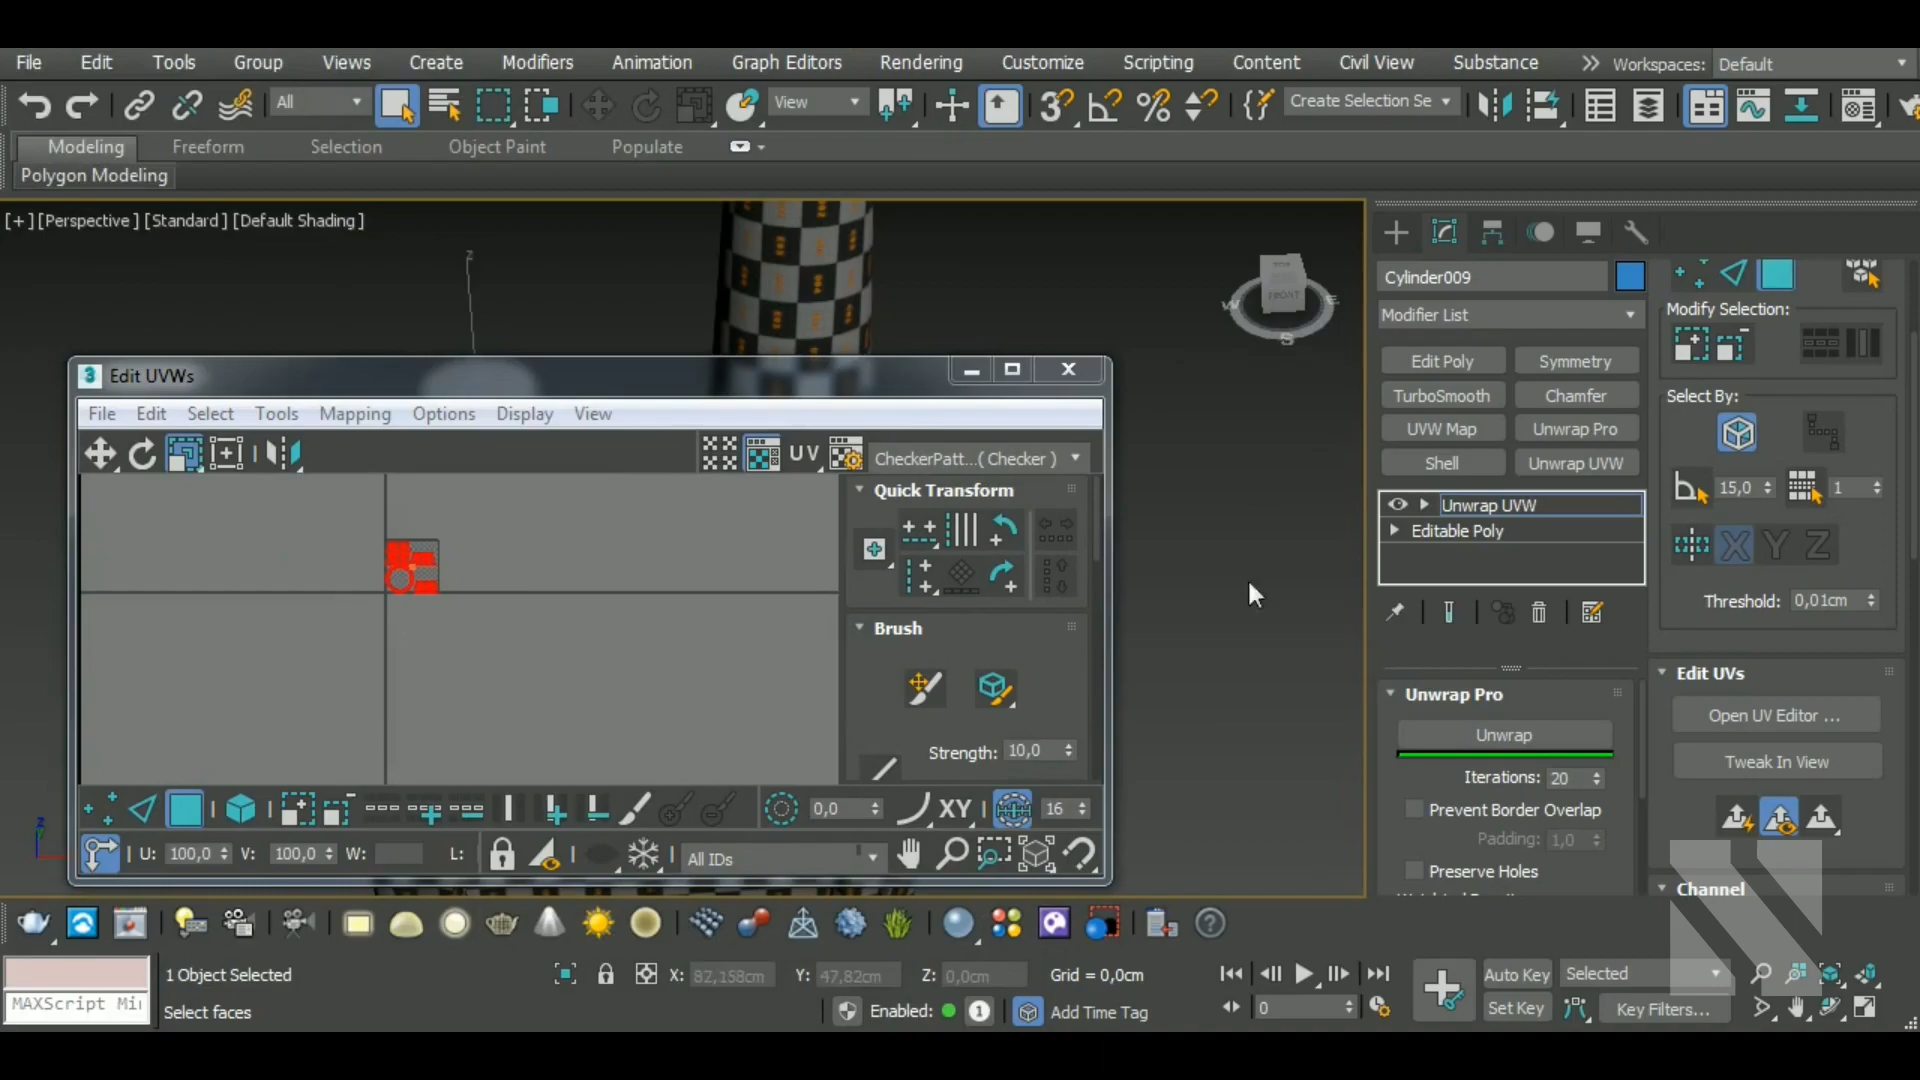 File Edit Tools Group Views Create Modifiers Animation Graph Editors Rendering Customize Scripting Content Civil View Substance Workspaces: Default
All View 3 Create Selection Se
Modeling Freeform Selection Object Paint Populate
Polygon Modeling
[+] [Perspective] [Standard] [Default Shading]
z
TOP
FRONT
W E
S
Cylinder009
Modifier List
Edit Poly Symmetry
TurboSmooth Chamfer
UVW Map Unwrap Pro
Shell Unwrap UVW
Unwrap UVW
Editable Poly
Unwrap Pro
Unwrap
Iterations: 20
Prevent Border Overlap
Padding: 1,0
Preserve Holes
Modify Selection:
Select By:
15,0 1
X Y Z
Threshold: 0,01cm
Edit UVs
Open UV Editor ...
Tweak In View
Channel
3 Edit UVWs
File Edit Select Tools Mapping Options Display View
UV CheckerPatt...( Checker )
Quick Transform
Brush
Strength: 10,0
0,0 XY 16
U: 100,0 V: 100,0 W: L: All IDs
z
MAXScript Mi
1 Object Selected
Select faces
X: 82,158cm Y: 47,82cm Z: 0,0cm Grid = 0,0cm
Enabled: 1 Add Time Tag
0
Auto Key Selected
Set Key Key Filters...